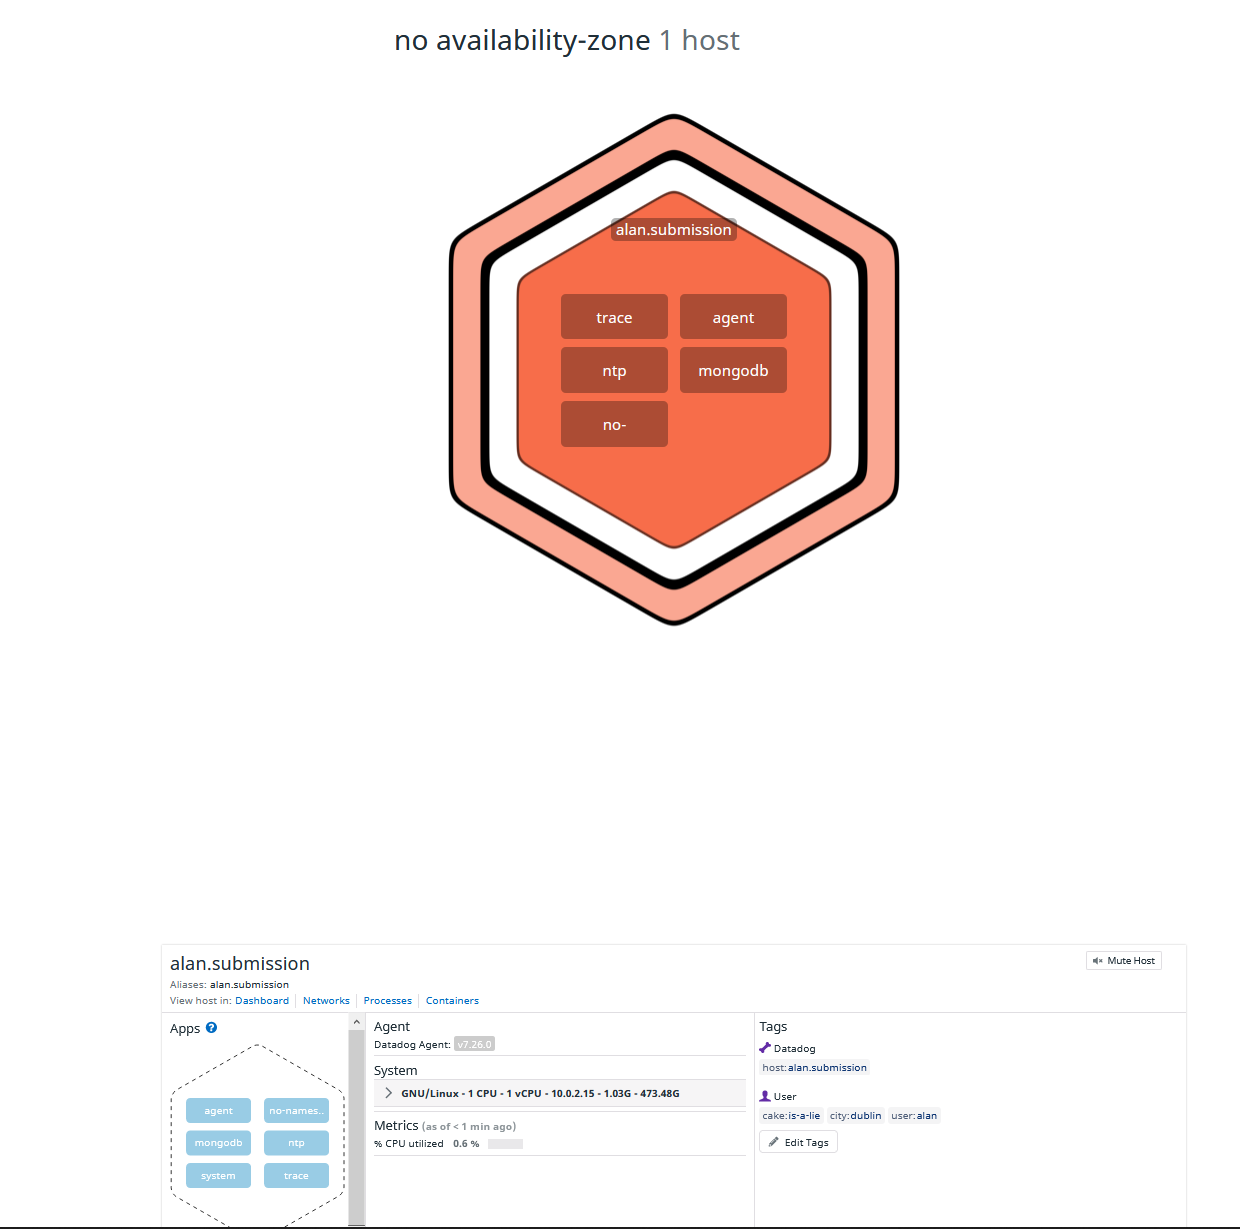 no availability-zone 1 host
alan.submission
trace agent
ntp mongodb
no-
alan.submission
Mute Host
Aliases: alan.submission
View host in: Dashboard Networks Processes Containers
Apps ?
agent no-names..
mongodb ntp
system trace
Agent
Datadog Agent: v7.26.0
System
GNU/Linux - 1 CPU - 1 vCPU - 10.0.2.15 - 1.03G - 473.48G
Metrics (as of < 1 min ago)
% CPU utilized 0.6 %
Tags
Datadog
host:alan.submission
User
cake:is-a-lie city:dublin user:alan
Edit Tags